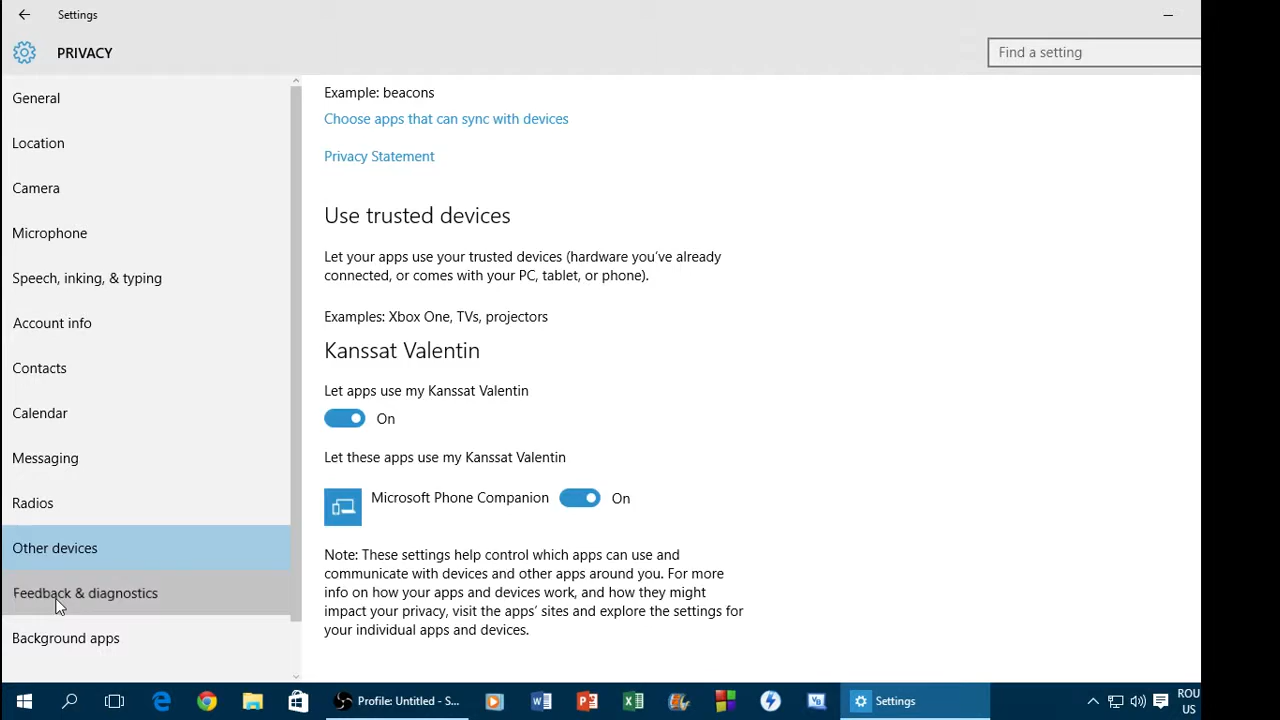 Settings
PRIVACY
Find a setting
General
Location
Camera
Microphone
Speech, inking, & typing
Account info
Contacts
Calendar
Messaging
Radios
Other devices
Feedback & diagnostics
Background apps
Example: beacons
Choose apps that can sync with devices
Privacy Statement
Use trusted devices
Let your apps use your trusted devices (hardware you've already
connected, or comes with your PC, tablet, or phone).
Examples: Xbox One, TVs, projectors
Kanssat Valentin
Let apps use my Kanssat Valentin
On
Let these apps use my Kanssat Valentin
Microsoft Phone Companion On
Note: These settings help control which apps can use and
communicate with devices and other apps around you. For more
info on how your apps and devices work, and how they might
impact your privacy, visit the apps' sites and explore the settings for
your individual apps and devices.
Profile: Untitled - S...
Settings
ROU
US